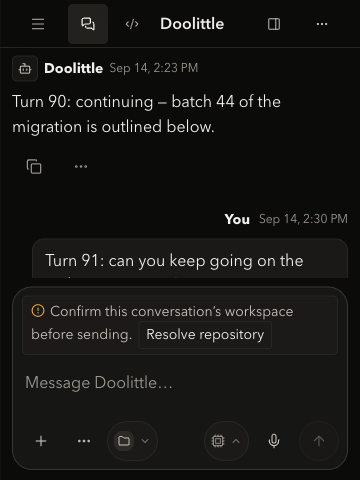 Doolittle
Doolittle Sep 14, 2:23 PM
Turn 90: continuing — batch 44 of the
migration is outlined below.
You Sep 14, 2:30 PM
Turn 91: can you keep going on the
Confirm this conversation's workspace
before sending. Resolve repository
Message Doolittle…